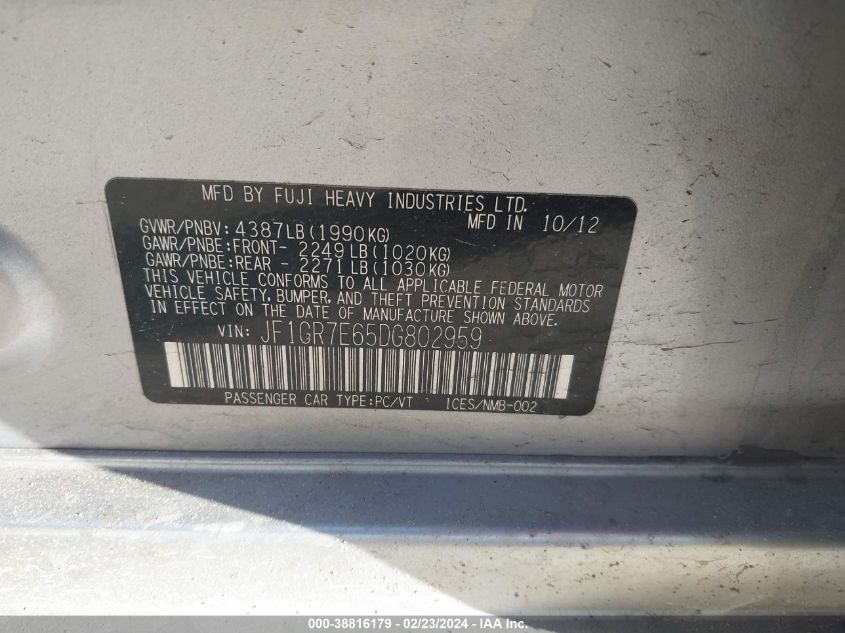 MFD BY FUJI HEAVY INDUSTRIES LTD.
MFD IN 10/12
GVWR/PNBV: 4387LB(1990KG)
GAWR/PNBE:FRONT- 2249LB(1020KG)
GAWR/PNBE:REAR - 2271LB(1030KG)
THIS VEHICLE CONFORMS TO ALL APPLICABLE FEDERAL MOTOR
VEHICLE SAFETY, BUMPER, AND THEFT PREVENTION STANDARDS
IN EFFECT ON THE DATE OF MANUFACTURE SHOWN ABOVE.
VIN: JF1GR7E65DG802959
PASSENGER CAR TYPE:PC/VT ICES/NMB-002
000-38816179 - 02/23/2024 - IAA Inc.